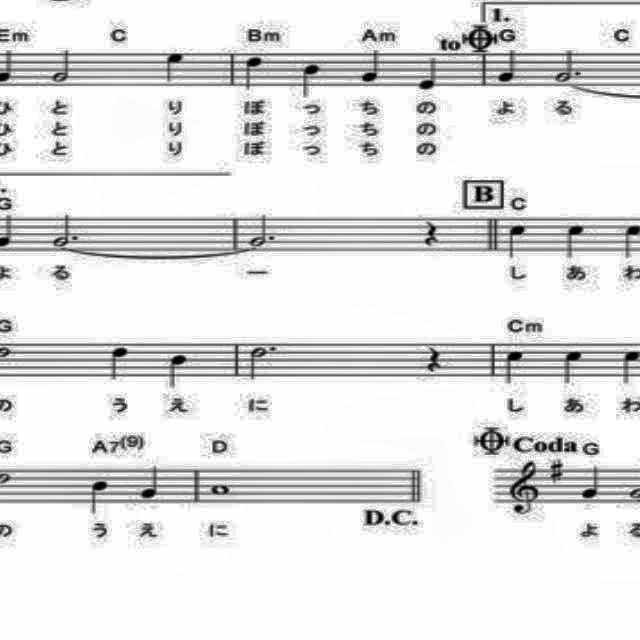 Em C Bm Am to G 1. C
ひ と り ぼ っ ち の よ る
ひ と り ぼ っ ち の
ひ と り ぼ っ ち の
G B C
よ る ー し あ わ
G Cm
の う え に し あ わ
G A7(9) D Coda G
D.C.
の う え に よ る